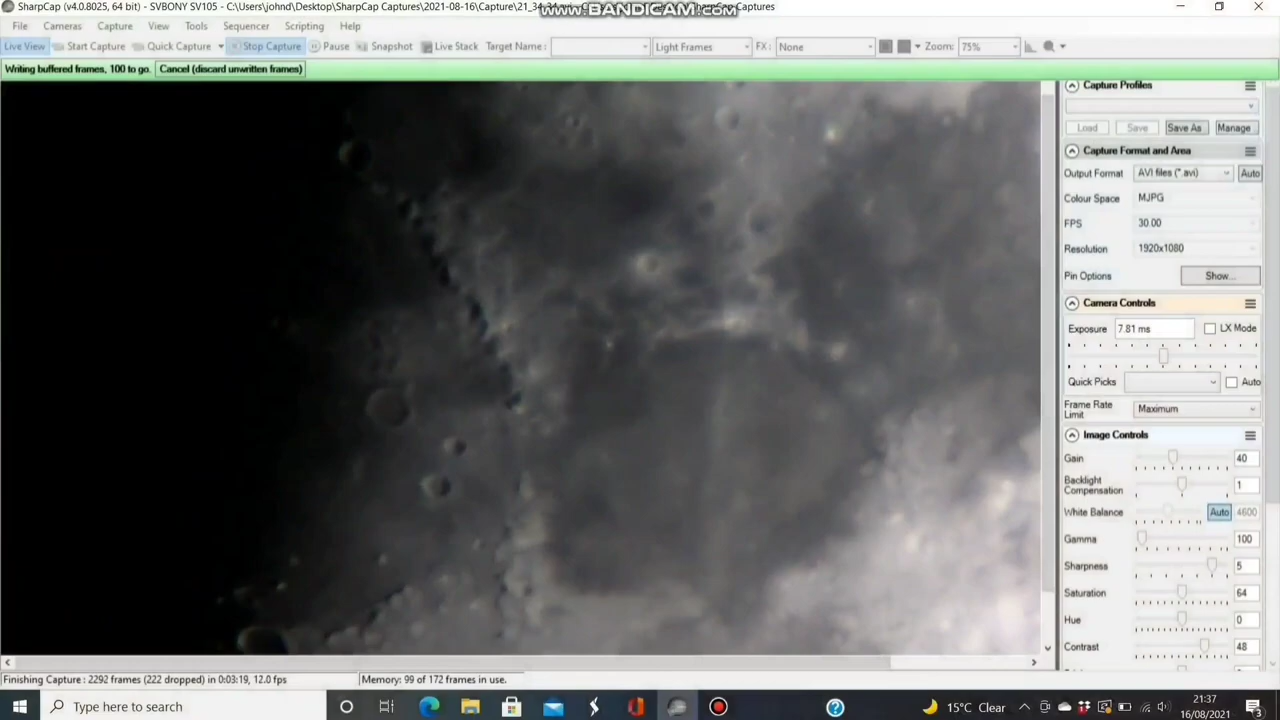 SharpCap (v4.0.8025, 64 bit) - SVBONY SV105 - C:\Users\johnd\Desktop\SharpCap Captures\2021-08-16\Capture\21_34
WWW.BANDICAM.COM
Captures
File Cameras Capture View Tools Sequencer Scripting Help
Live View Start Capture Quick Capture Stop Capture Pause Snapshot Live Stack Target Name : Light Frames FX : None Zoom: 75%
Writing buffered frames, 100 to go. Cancel (discard unwritten frames)
Capture Profiles
Load Save Save As Manage
Capture Format and Area
Output Format AVI files (*.avi) Auto
Colour Space MJPG
FPS 30.00
Resolution 1920x1080
Pin Options Show...
Camera Controls
Exposure 7.81 ms LX Mode
Quick Picks Auto
Frame Rate Limit Maximum
Image Controls
Gain 40
Backlight Compensation 1
White Balance Auto 4600
Gamma 100
Sharpness 5
Saturation 64
Hue 0
Contrast 48
Finishing Capture : 2292 frames (222 dropped) in 0:03:19, 12.0 fps Memory: 99 of 172 frames in use.
Type here to search
15°C Clear
21:37
16/08/2021
3